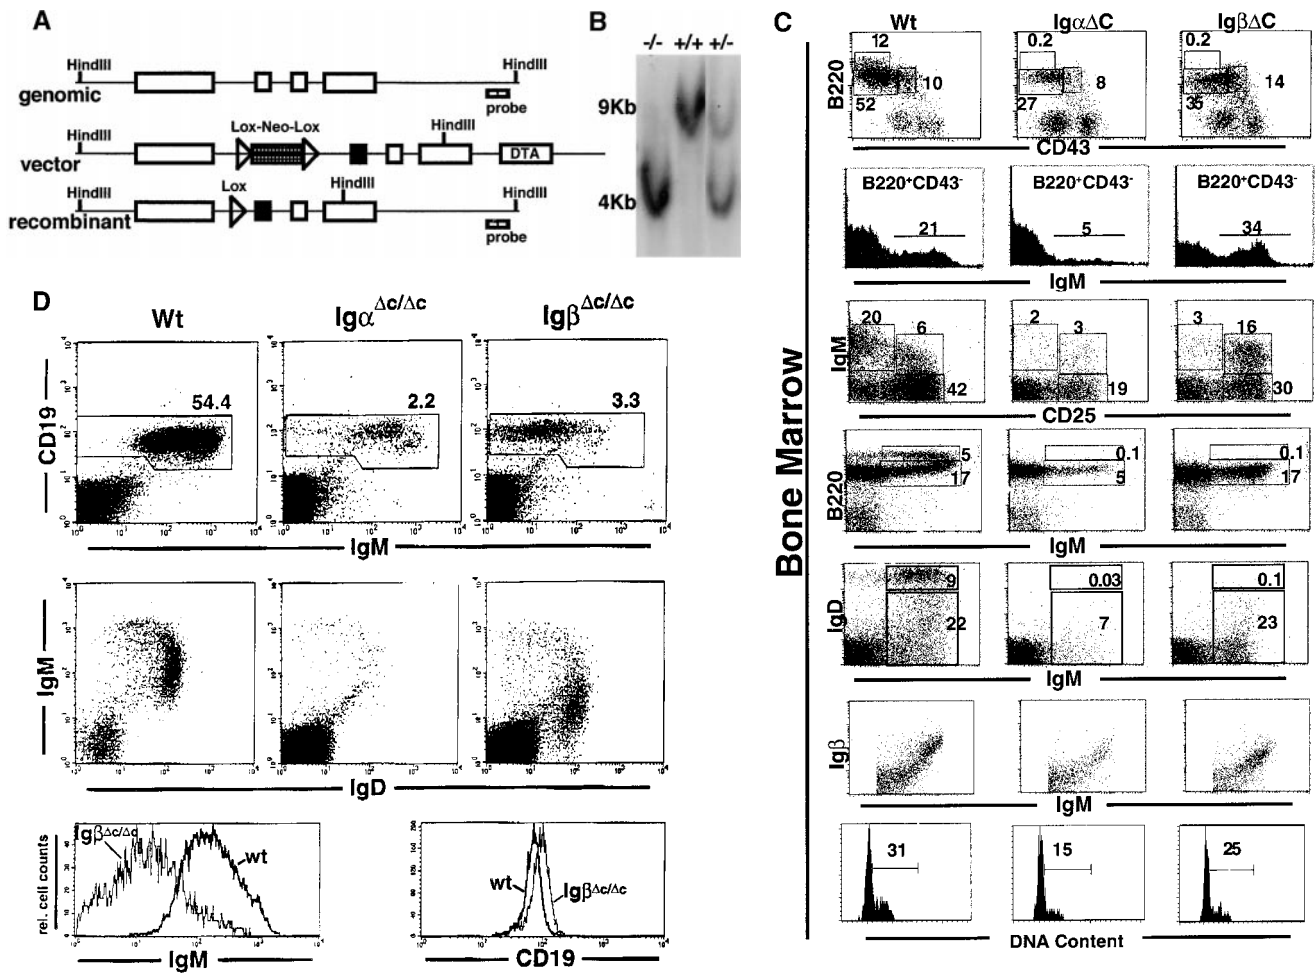 A
HindIII
HindIII
genomic
probe
Lox-Neo-Lox
HindIII
HindIII
vector
DTA
Lox
HindIII
HindIII
HindIII
recombinant
probe
B
-/- +/+ +/-
9Kb
4Kb
C
Wt IgαΔC IgβΔC
Bone Marrow
B220
12 0.2 0.2
10 8 14
52 27 35
CD43
B220+CD43- B220+CD43- B220+CD43-
21 5 34
IgM
IgM
20 6 2 3 3 16
42 19 30
CD25
B220
5 0.1 0.1
17 5 17
IgM
IgD
9 0.03 0.1
22 7 23
IgM
Igβ
IgM
31 15 25
DNA Content
D
Wt IgαΔc/Δc IgβΔc/Δc
CD19
54.4 2.2 3.3
IgM
IgM
IgD
rel. cell counts
IgβΔc/Δc
wt
IgM
wt
IgβΔc/Δc
CD19